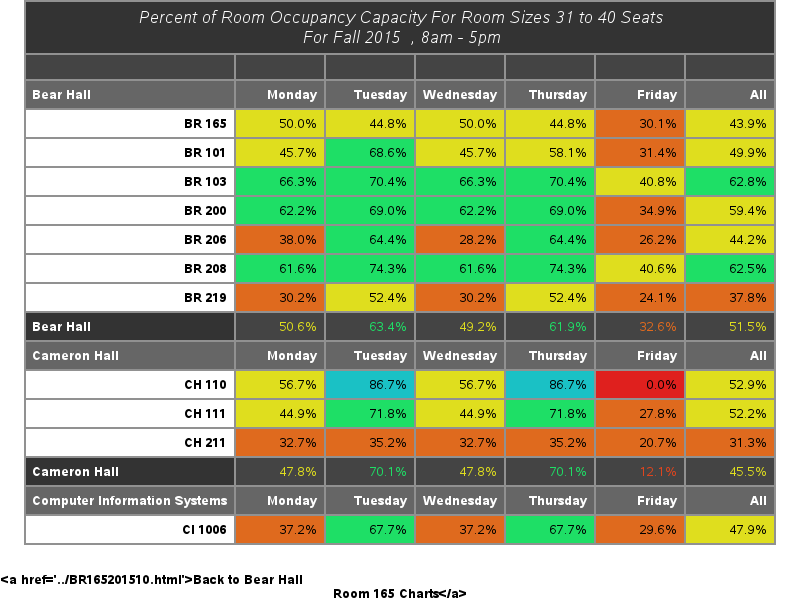 Percent of Room Occupancy Capacity For Room Sizes 31 to 40 Seats
For Fall 2015 , 8am - 5pm
Bear Hall Monday Tuesday Wednesday Thursday Friday All
BR 165 50.0% 44.8% 50.0% 44.8% 30.1% 43.9%
BR 101 45.7% 68.6% 45.7% 58.1% 31.4% 49.9%
BR 103 66.3% 70.4% 66.3% 70.4% 40.8% 62.8%
BR 200 62.2% 69.0% 62.2% 69.0% 34.9% 59.4%
BR 206 38.0% 64.4% 28.2% 64.4% 26.2% 44.2%
BR 208 61.6% 74.3% 61.6% 74.3% 40.6% 62.5%
BR 219 30.2% 52.4% 30.2% 52.4% 24.1% 37.8%
Bear Hall 50.6% 63.4% 49.2% 61.9% 32.6% 51.5%
Cameron Hall Monday Tuesday Wednesday Thursday Friday All
CH 110 56.7% 86.7% 56.7% 86.7% 0.0% 52.9%
CH 111 44.9% 71.8% 44.9% 71.8% 27.8% 52.2%
CH 211 32.7% 35.2% 32.7% 35.2% 20.7% 31.3%
Cameron Hall 47.8% 70.1% 47.8% 70.1% 12.1% 45.5%
Computer Information Systems Monday Tuesday Wednesday Thursday Friday All
CI 1006 37.2% 67.7% 37.2% 67.7% 29.6% 47.9%
<a href='../BR165201510.html'>Back to Bear Hall
Room 165 Charts</a>